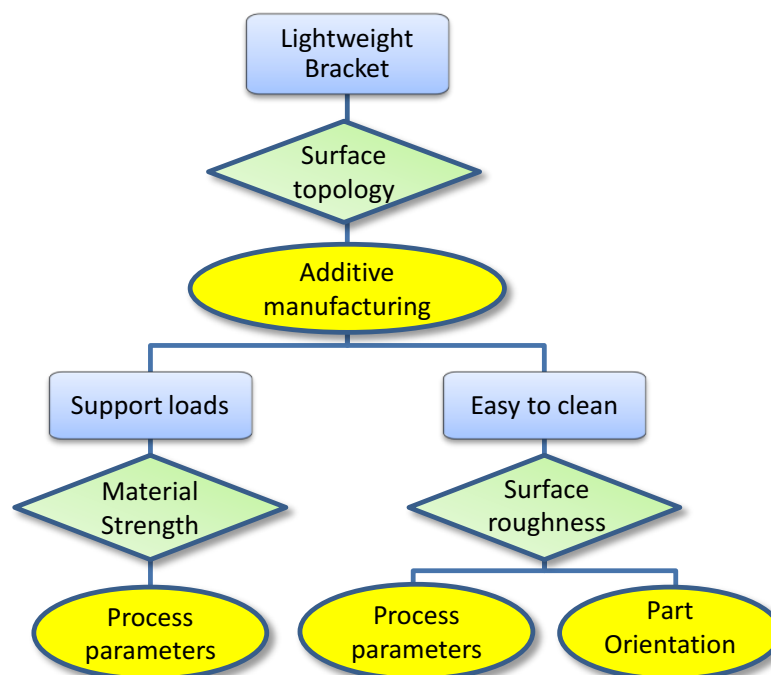 Lightweight
Bracket
Surface
topology
Additive
manufacturing
Support loads
Easy to clean
Material
Strength
Surface
roughness
Process
parameters
Process
parameters
Part
Orientation